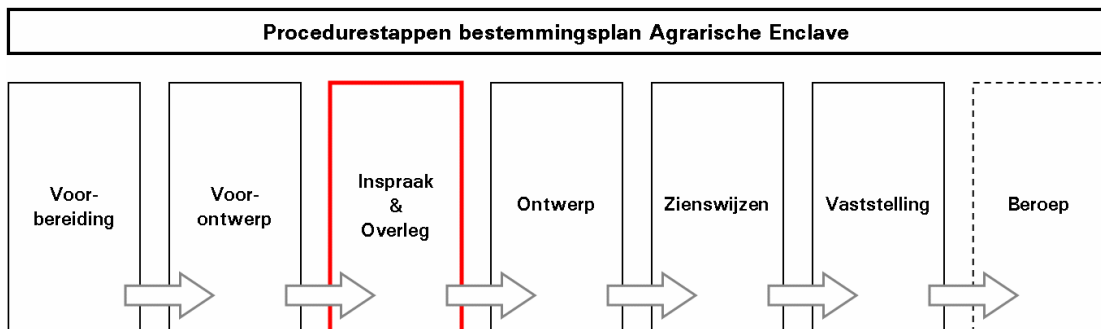 Procedurestappen bestemmingsplan Agrarische Enclave
Voor-
bereiding
Voor-
ontwerp
Inspraak
&
Overleg
Ontwerp
Zienswijzen
Vaststelling
Beroep